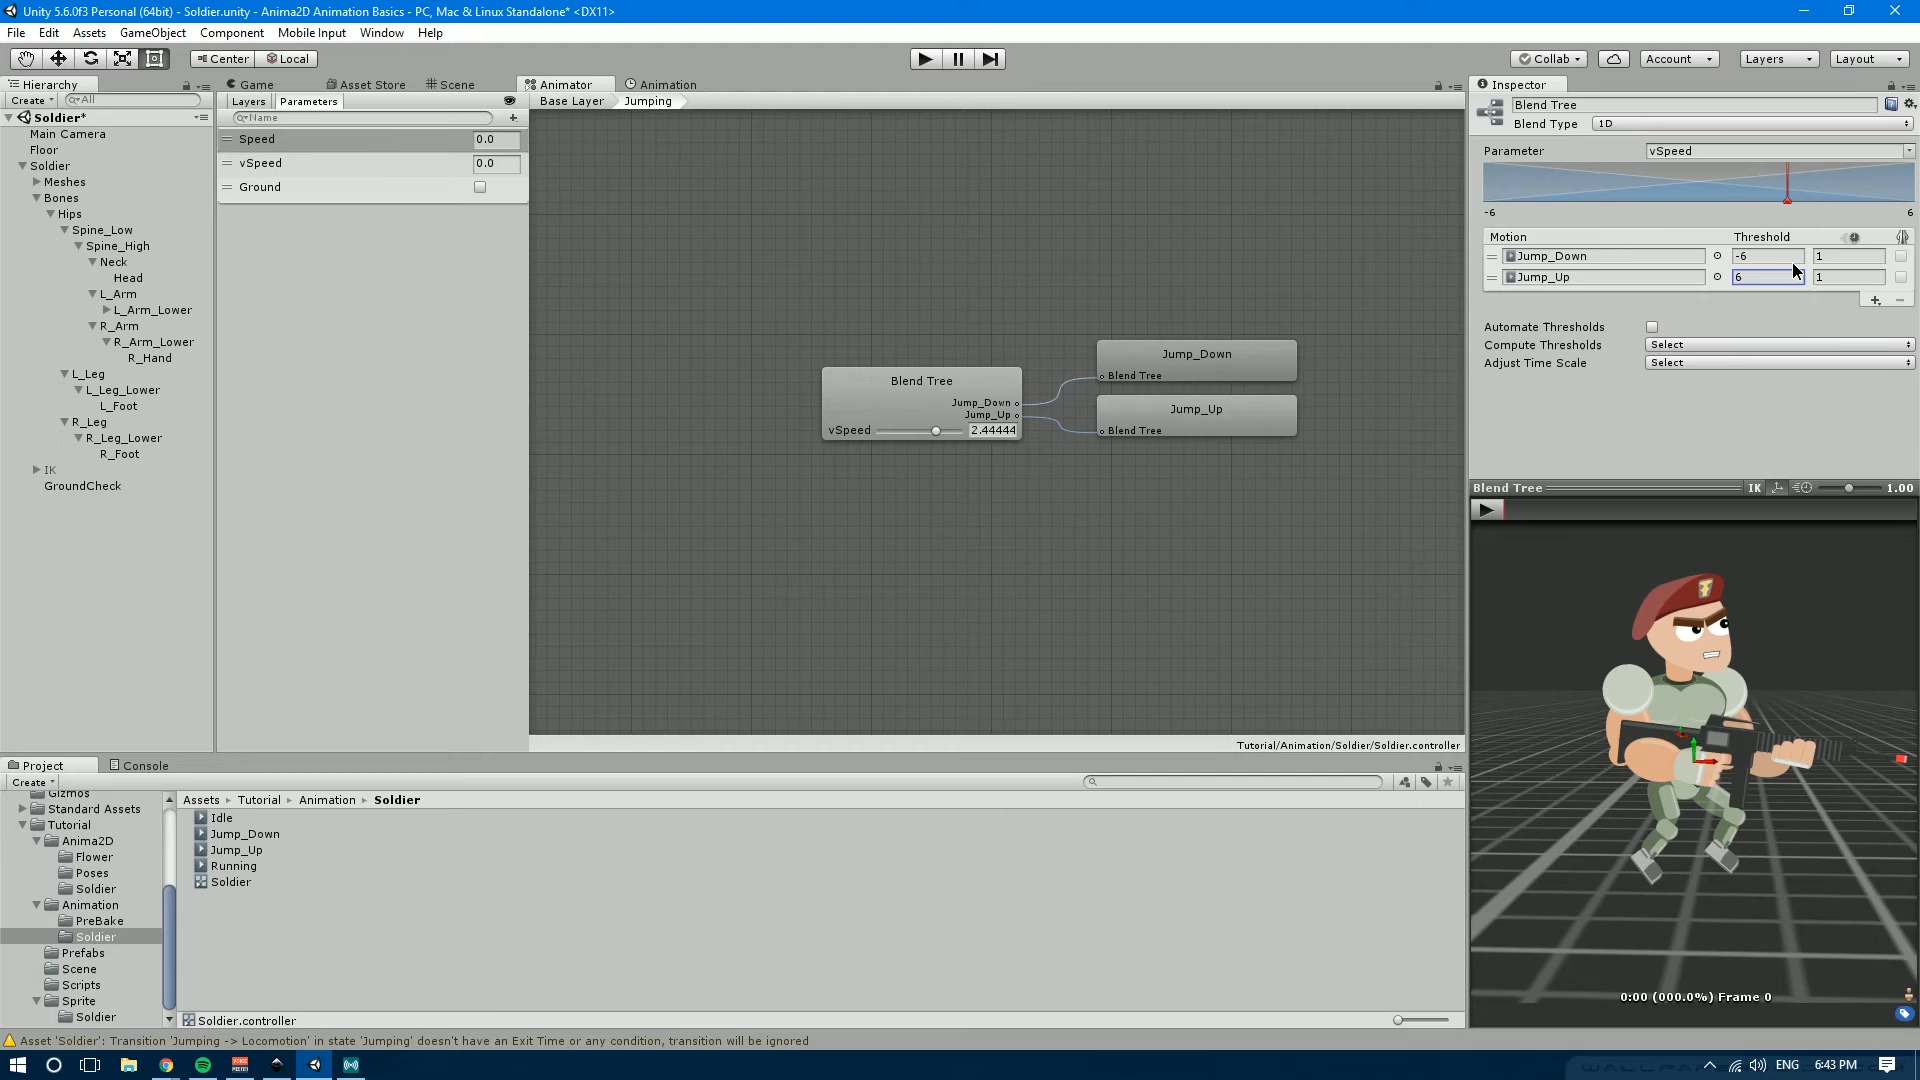 Unity 5.6.0f3 Personal (64bit) - Soldier.unity - Anima2D Animation Basics - PC, Mac & Linux Standalone* <DX11>
File Edit Assets GameObject Component Mobile Input Window Help
Center Local Collab Account Layers Layout
Hierarchy Game Asset Store Scene Animator Animation Inspector
Create All Layers Parameters Base Layer Jumping Blend Tree
Soldier* Name Blend Type 1D
Main Camera Speed 0.0
Floor Parameter vSpeed
Soldier vSpeed 0.0
Meshes Ground
Bones
Hips -6 6
Spine_Low Motion Threshold
Spine_High Jump_Down -6 1
Neck
Head Jump_Up 6 1
L_Arm
L_Arm_Lower
R_Arm Automate Thresholds
R_Arm_Lower Compute Thresholds Select
R_Hand Jump_Down Adjust Time Scale Select
L_Leg Blend Tree Blend Tree
L_Leg_Lower Jump_Down
L_Foot Jump_Up Jump_Up
R_Leg vSpeed 2.44444 Blend Tree
R_Leg_Lower
R_Foot
IK
GroundCheck Blend Tree IK 1.00
Tutorial/Animation/Soldier/Soldier.controller
Project Console
Create
Gizmos Assets Tutorial Animation Soldier
Standard Assets Idle
Tutorial Jump_Down
Anima2D Jump_Up
Flower Running
Poses Soldier
Soldier
Animation
PreBake
Soldier
Prefabs
Scene
Scripts
Sprite 0:00 (000.0%) Frame 0
Soldier Soldier.controller
Asset 'Soldier': Transition 'Jumping -> Locomotion' in state 'Jumping' doesn't have an Exit Time or any condition, transition will be ignored
ENG 6:43 PM